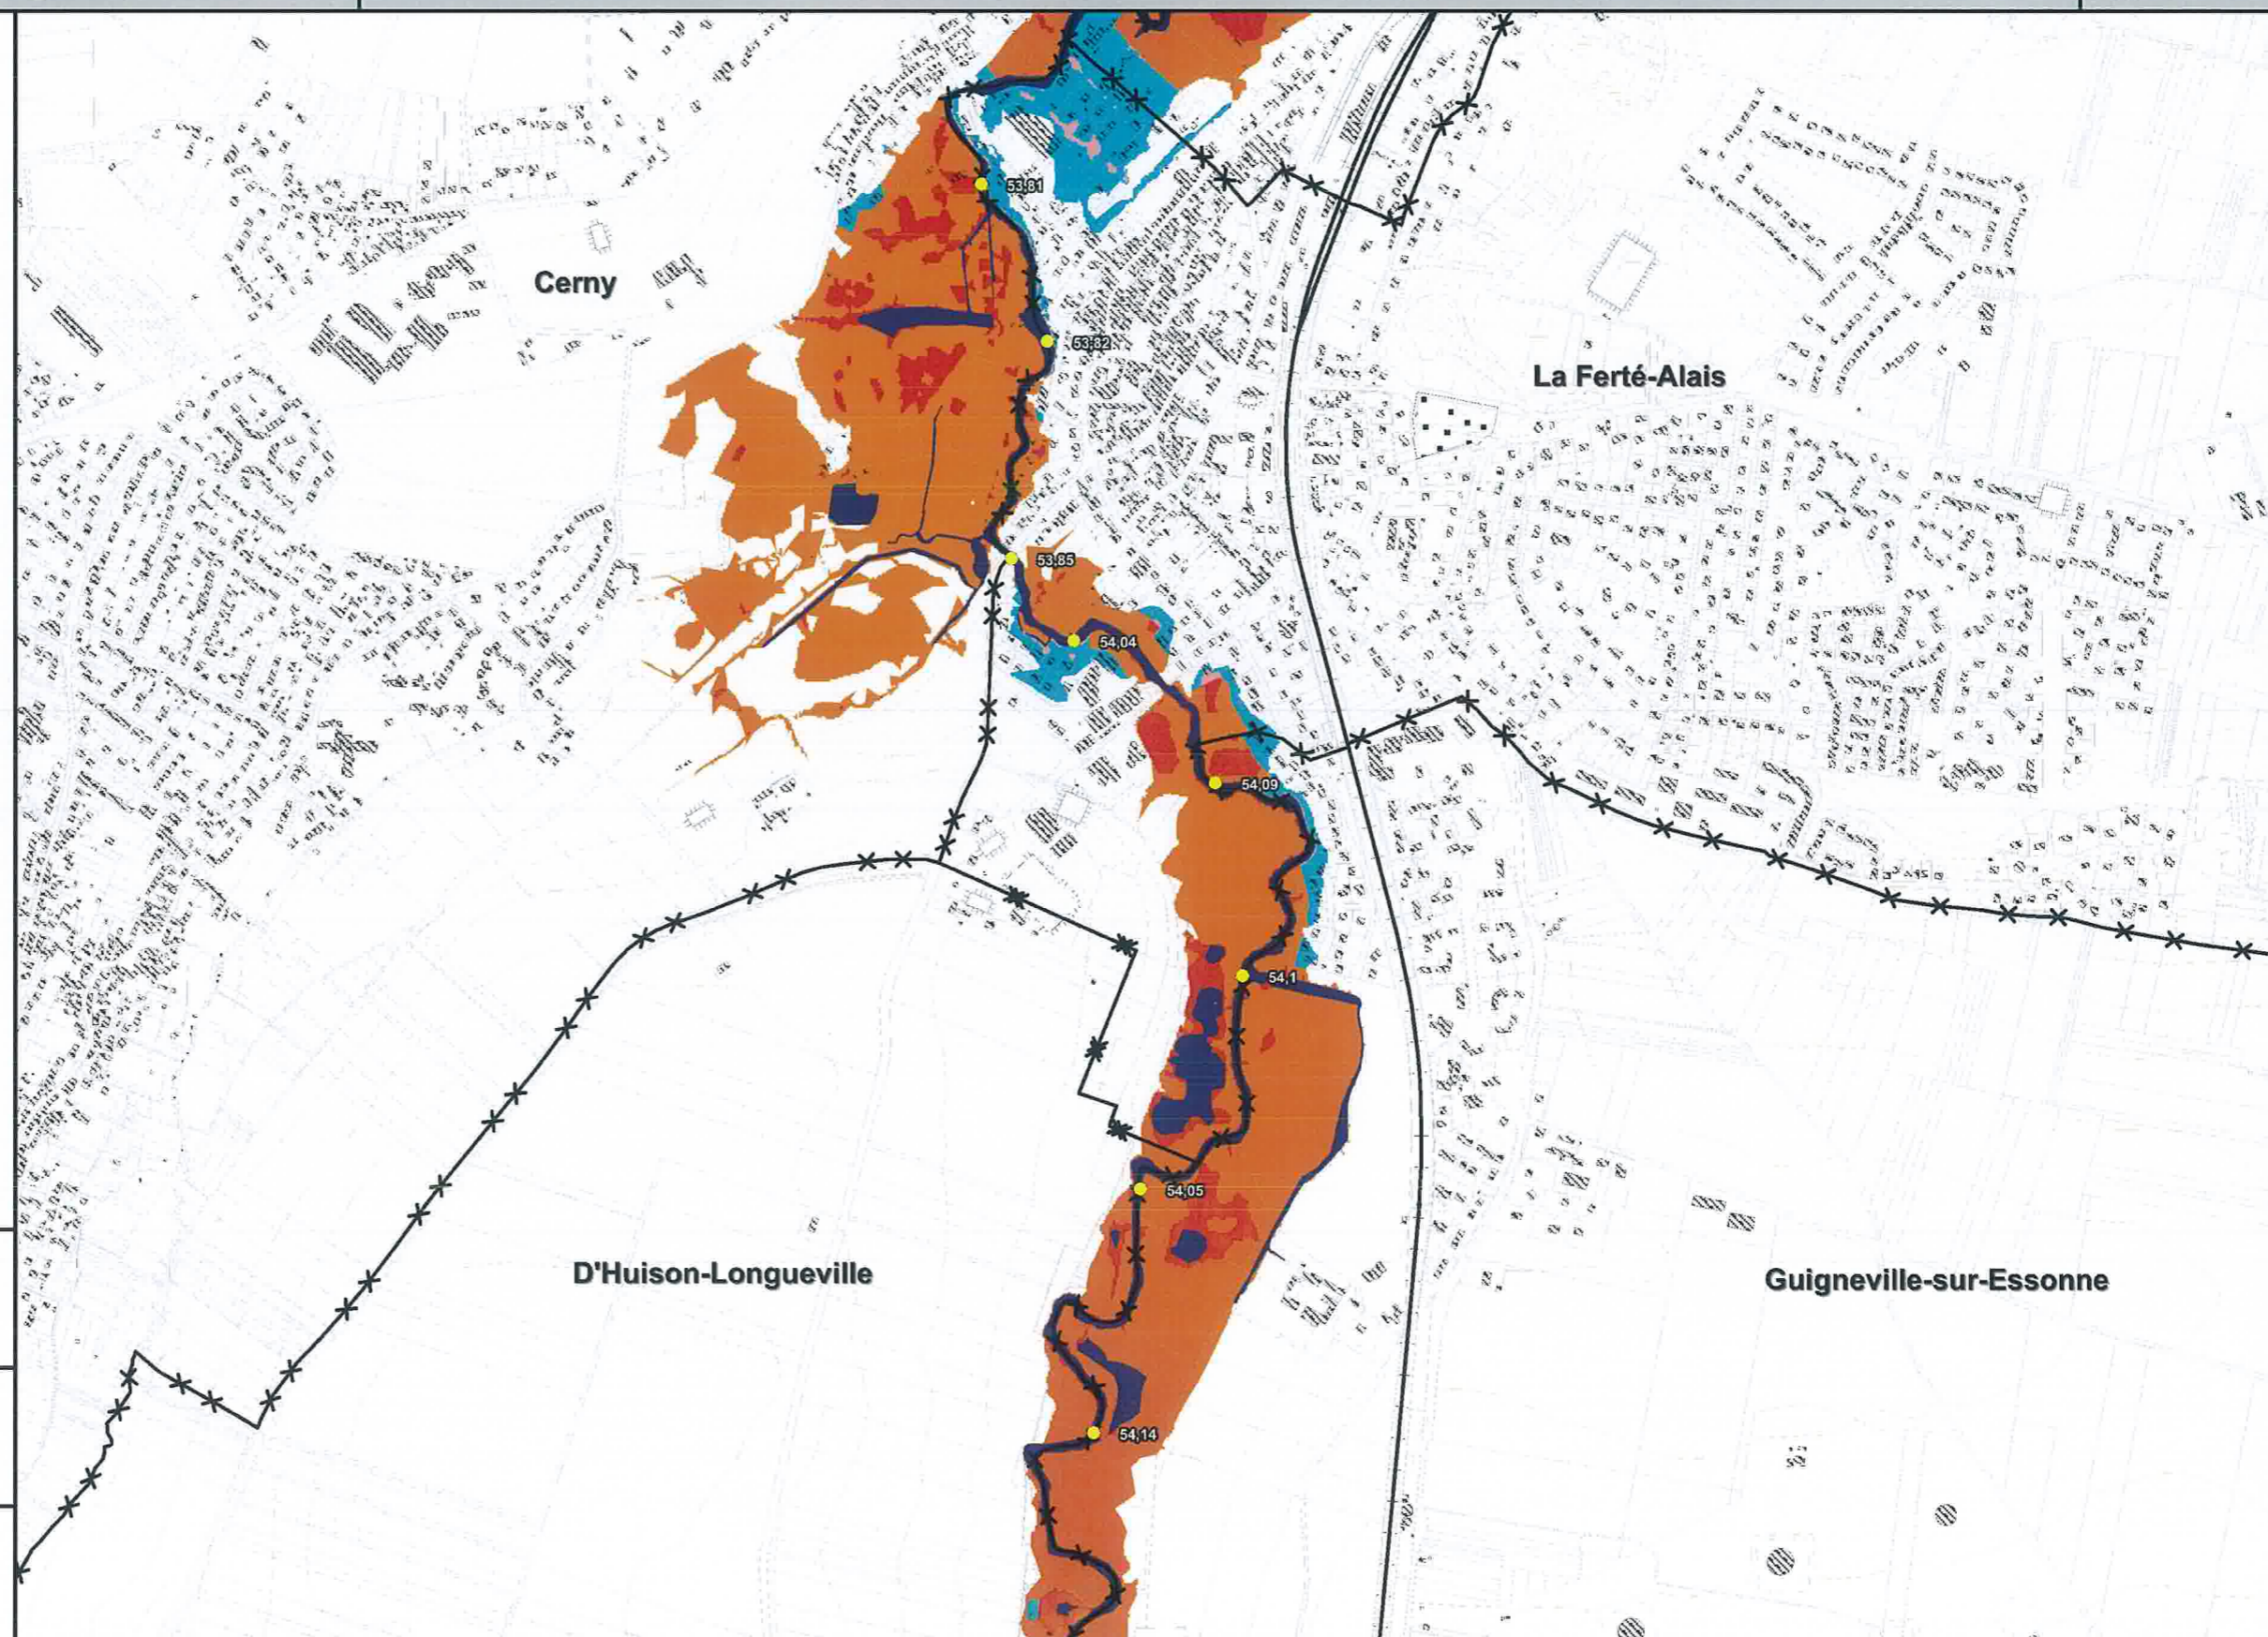 53,81
Cerny
53,82
La Ferté-Alais
53,85
54,04
54,09
54,1
54,05
D'Huison-Longueville
Guigneville-sur-Essonne
54,14